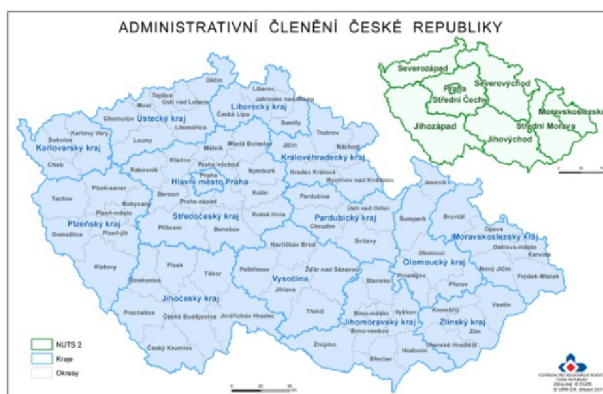 ADMINISTRATIVNÍ ČLENĚNÍ ČESKÉ REPUBLIKY
Severozápad
Severovýchod
Praha
Střední Čechy
Moravskoslezsko
Jihozápad
Střední Morava
Jihovýchod
Děčín
Liberec
Teplice
Ústí nad Labem
Jablonec nad Nisou
Most
Liberecký kraj
Chomutov
Ústecký kraj
Česká Lípa
Semily
Litoměřice
Trutnov
Karlovy Vary
Louny
Sokolov
Mělník
Mladá Boleslav
Jičín
Náchod
Karlovarský kraj
Kladno
Královéhradecký kraj
Cheb
Rakovník
Praha-východ
Nymburk
Hradec Králové
Praha
Hlavní město Praha
Rychnov nad Kněžnou
Jeseník
Plzeň-sever
Beroun
Kolín
Pardubice
Tachov
Praha-západ
Rokycany
Středočeský kraj
Kutná Hora
Ústí nad Orlicí
Šumperk
Bruntál
Plzeň-město
Pardubický kraj
Opava
Plzeňský kraj
Příbram
Benešov
Chrudim
Moravskoslezský kraj
Domažlice
Plzeň-jih
Svitavy
Ostrava-město
Karviná
Havlíčkův Brod
Olomouc
Olomoucký kraj
Klatovy
Písek
Pelhřimov
Žďár nad Sázavou
Nový Jičín
Frýdek-Místek
Strakonice
Tábor
Vysočina
Blansko
Prostějov
Přerov
Jihlava
Jihočeský kraj
Vyškov
Kroměříž
Vsetín
Prachatice
České Budějovice
Jindřichův Hradec
Třebíč
Brno-město
Jihomoravský kraj
Zlínský kraj
Zlín
Brno-venkov
Uherské Hradiště
Znojmo
Hodonín
Český Krumlov
Břeclav
NUTS 2
Kraje
Okresy